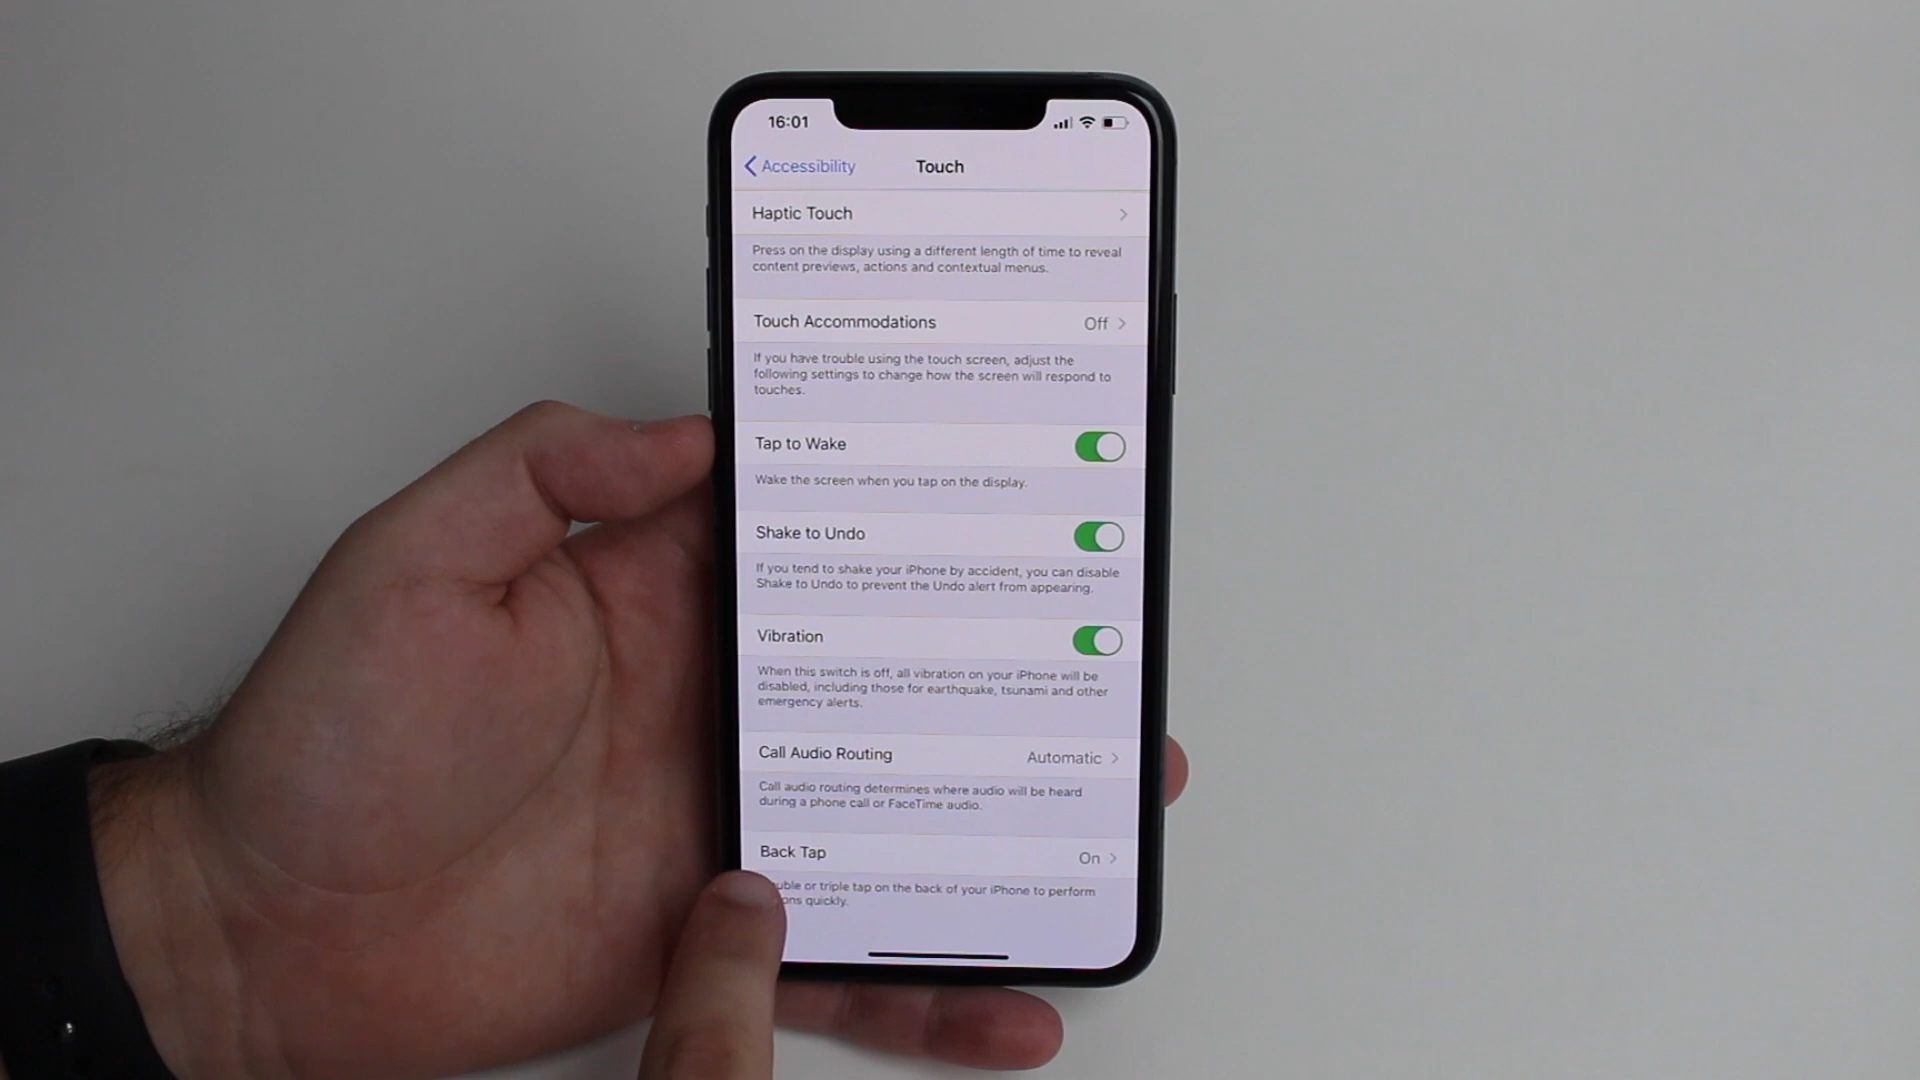 16:01
Accessibility
Touch
Haptic Touch
Press on the display using a different length of time to reveal
content previews, actions and contextual menus.
Touch Accommodations
Off
If you have trouble using the touch screen, adjust the
following settings to change how the screen will respond to
touches.
Tap to Wake
Wake the screen when you tap on the display.
Shake to Undo
If you tend to shake your iPhone by accident, you can disable
Shake to Undo to prevent the Undo alert from appearing.
Vibration
When this switch is off, all vibration on your iPhone will be
disabled, including those for earthquake, tsunami and other
emergency alerts.
Call Audio Routing
Automatic
Call audio routing determines where audio will be heard
during a phone call or FaceTime audio.
Back Tap
On
or triple tap on the back of your iPhone to perform
quickly.